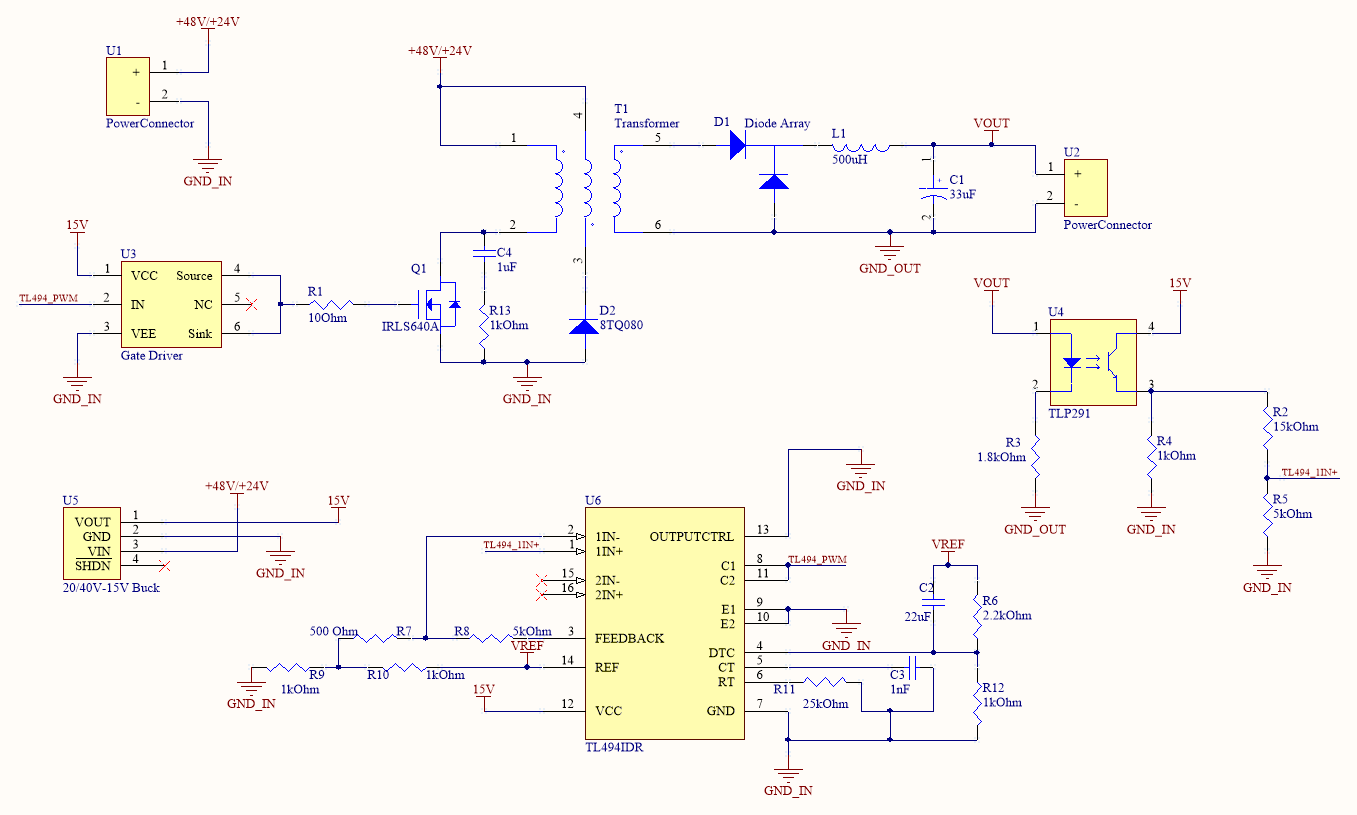 +48V/+24V
U1
+ 1
- 2
PowerConnector
GND_IN
+48V/+24V
1
2
4
3
T1
Transformer
5
6
D1
Diode Array
L1
500uH
VOUT
1
+ C1
33uF
2
GND_OUT
U2
1 +
2 -
PowerConnector
15V
U3
1 VCC Source 4
TL494_PWM 2 IN NC 5
3 VEE Sink 6
Gate Driver
GND_IN
R1
10Ohm
Q1
IRLS640A
C4
1uF
R13
1kOhm
D2
8TQ080
GND_IN
VOUT
15V
U4
1 4
2 3
TLP291
R3
1.8kOhm
GND_OUT
R4
1kOhm
GND_IN
R2
15kOhm
TL494_1IN+
R5
5kOhm
GND_IN
+48V/+24V
U5
15V
VOUT 1
GND 2
VIN 3
SHDN 4
20/40V-15V Buck
GND_IN
U6
2 1IN- OUTPUTCTRL 13
GND_IN
TL494_1IN+ 1 1IN+
C1 8 TL494_PWM
15 2IN- C2 11
16 2IN+
E1 9
E2 10
GND_IN
500 Ohm R7
R8 5kOhm
3 FEEDBACK
VREF
14 REF
R9
1kOhm
R10
1kOhm
GND_IN
15V
12 VCC
DTC 4
CT 5
RT 6
GND 7
TL494IDR
VREF
C2
22uF
R6
2.2kOhm
C3
1nF
R11
25kOhm
R12
1kOhm
GND_IN